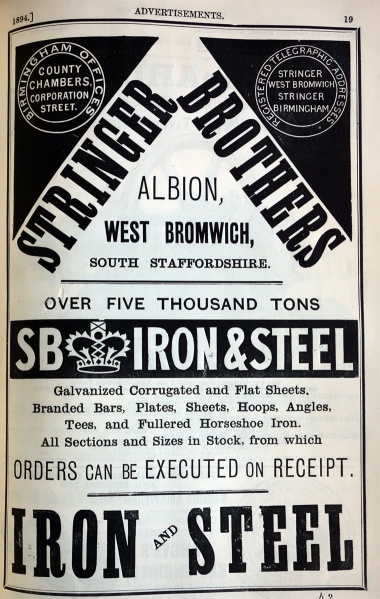 1894.] ADVERTISEMENTS. 19
BIRMINGHAM OFFICES
COUNTY
CHAMBERS,
CORPORATION
STREET.
REGISTERED TELEGRAPHIC ADDRESSES
STRINGER
WEST BROMWICH
STRINGER
BIRMINGHAM
STRINGER BROTHERS
ALBION,
WEST BROMWICH,
SOUTH STAFFORDSHIRE.
OVER FIVE THOUSAND TONS
SB IRON & STEEL
Galvanized Corrugated and Flat Sheets,
Branded Bars, Plates, Sheets, Hoops, Angles,
Tees, and Fullered Horseshoe Iron.
All Sections and Sizes in Stock, from which
ORDERS CAN BE EXECUTED ON RECEIPT.
IRON AND STEEL